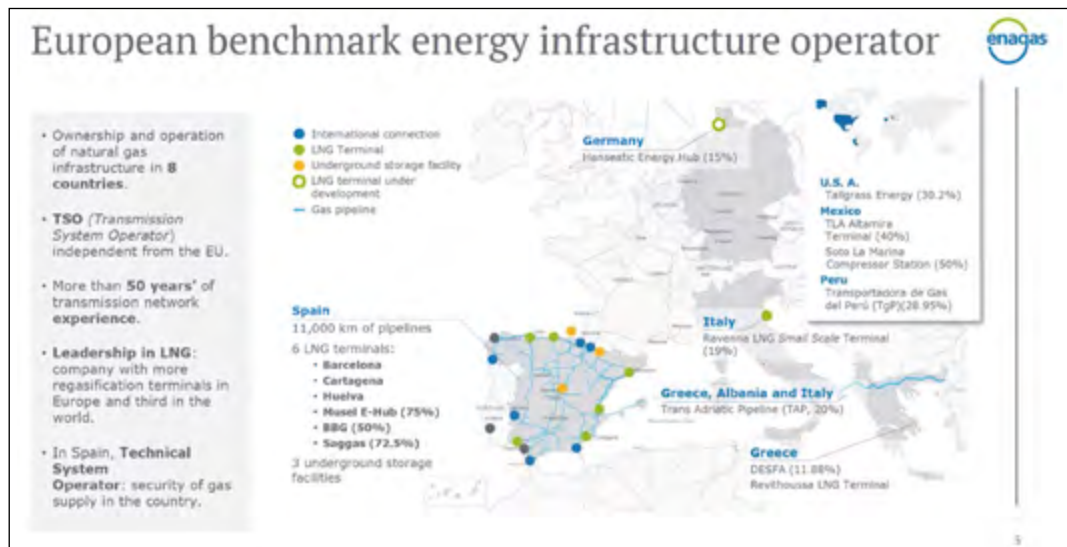 European benchmark energy infrastructure operator
enagas
• Ownership and operation
of natural gas
infrastructure in 8
countries.
• TSO (Transmission
System Operator)
independent from the EU.
• More than 50 years' of
transmission network
experience.
• Leadership in LNG:
company with more
regasification terminals in
Europe and third in the
world.
• In Spain, Technical
System
Operator: security of gas
supply in the country.
International connection
LNG Terminal
Underground storage facility
LNG terminal under
development
Gas pipeline
Spain
11,000 km of pipelines
6 LNG terminals:
• Barcelona
• Cartagena
• Huelva
• Musel E-Hub (75%)
• BBG (50%)
• Saggas (72.5%)
3 underground storage
facilities
Germany
Hanseatic Energy Hub (15%)
Italy
Ravenna LNG Small Scale Terminal
(19%)
Greece, Albania and Italy
Trans Adriatic Pipeline (TAP, 20%)
Greece
DESFA (11.88%)
Revithoussa LNG Terminal
U.S. A.
Tallgrass Energy (30.2%)
Mexico
TLA Altamira
Terminal (40%)
Soto La Marina
Compressor Station (50%)
Peru
Transportadora de Gas
del Perú (TgP)(28.95%)
5